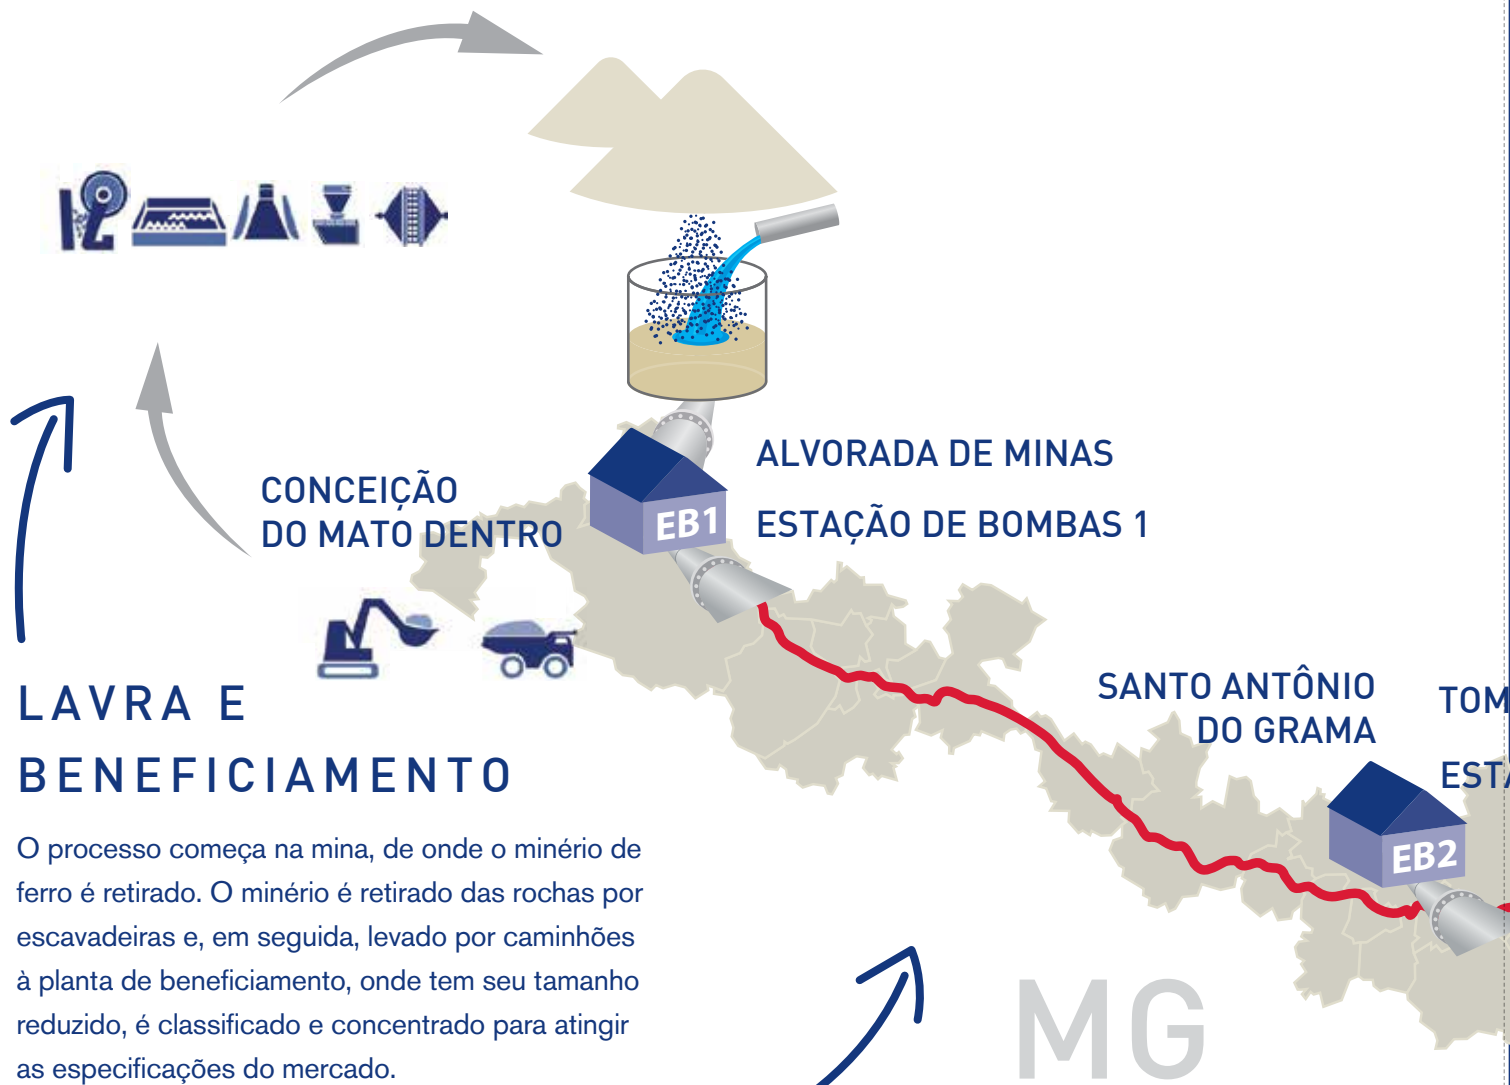 ALVORADA DE MINAS
ESTAÇÃO DE BOMBAS 1
CONCEIÇÃO
DO MATO DENTRO
EB1
SANTO ANTÔNIO
DO GRAMA
TOM
ESTA
EB2
LAVRA E
BENEFICIAMENTO
O processo começa na mina, de onde o minério de
ferro é retirado. O minério é retirado das rochas por
escavadeiras e, em seguida, levado por caminhões
à planta de beneficiamento, onde tem seu tamanho
reduzido, é classificado e concentrado para atingir
as especificações do mercado.
MG